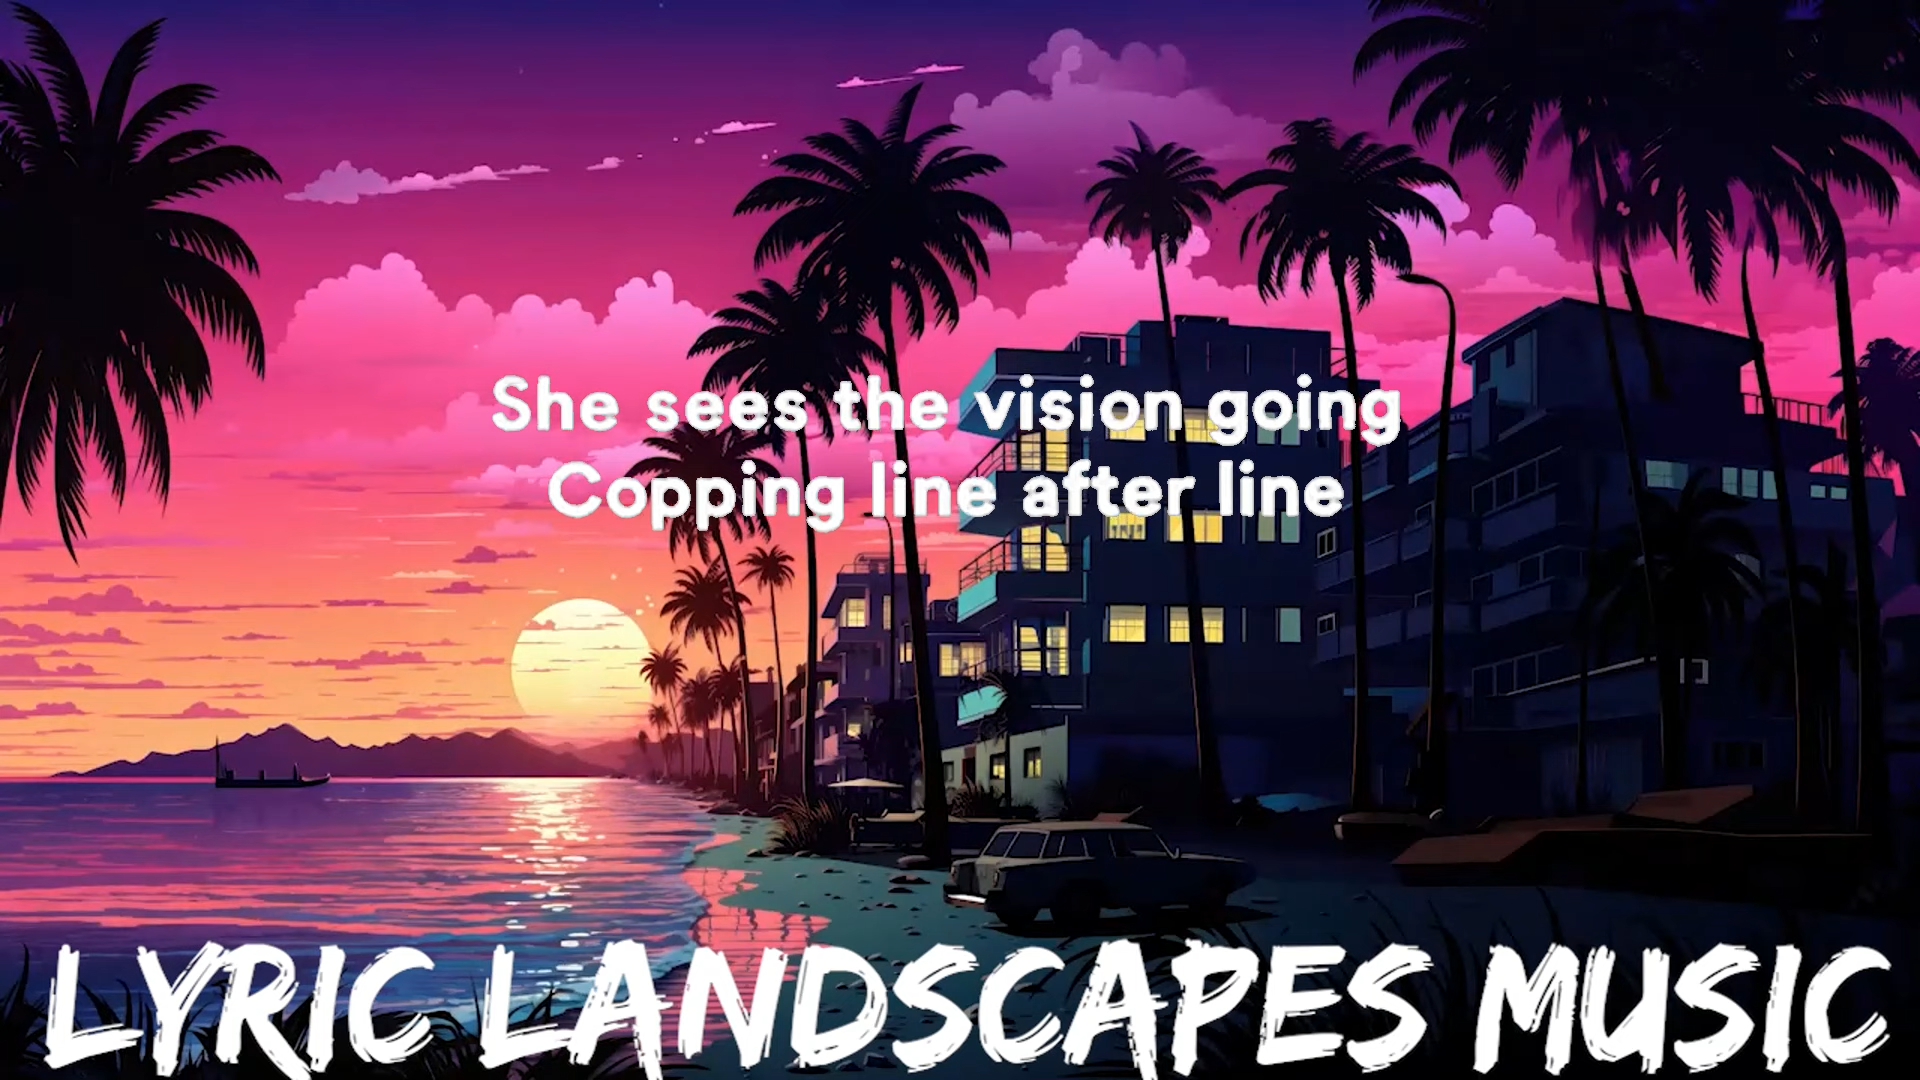 She sees the vision going
Copping line after line
LYRIC LANDSCAPES MUSIC